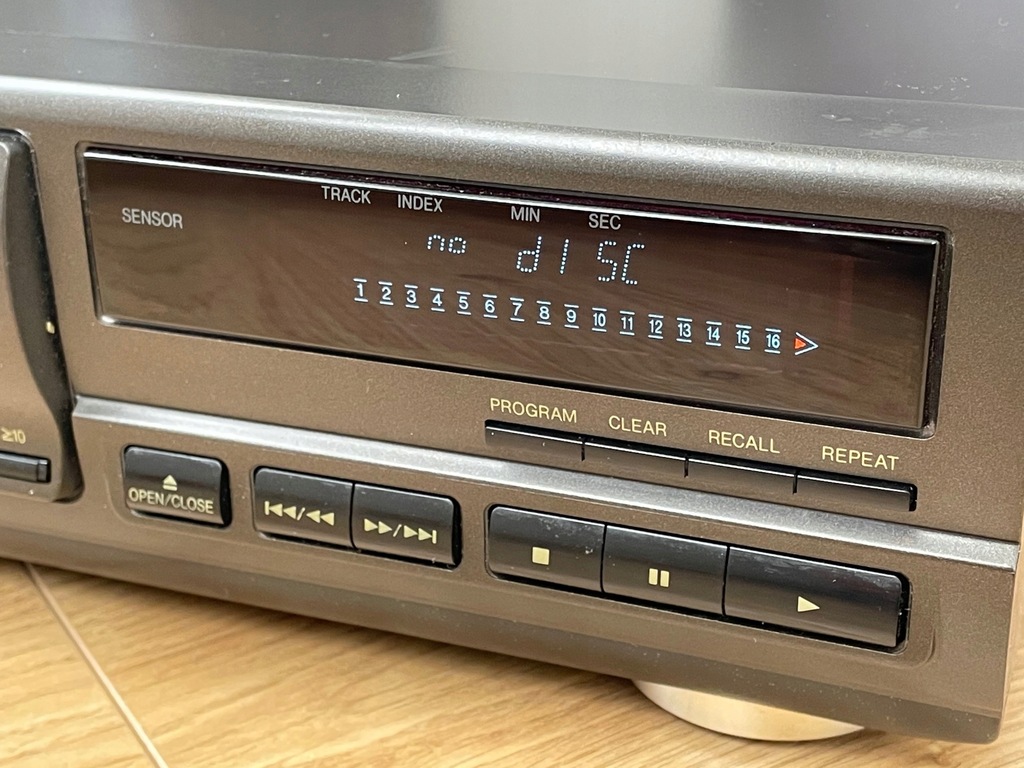 SENSOR
TRACK INDEX MIN SEC
no dISC
1 2 3 4 5 6 7 8 9 10 11 12 13 14 15 16
PROGRAM CLEAR RECALL REPEAT
≥10
OPEN/CLOSE